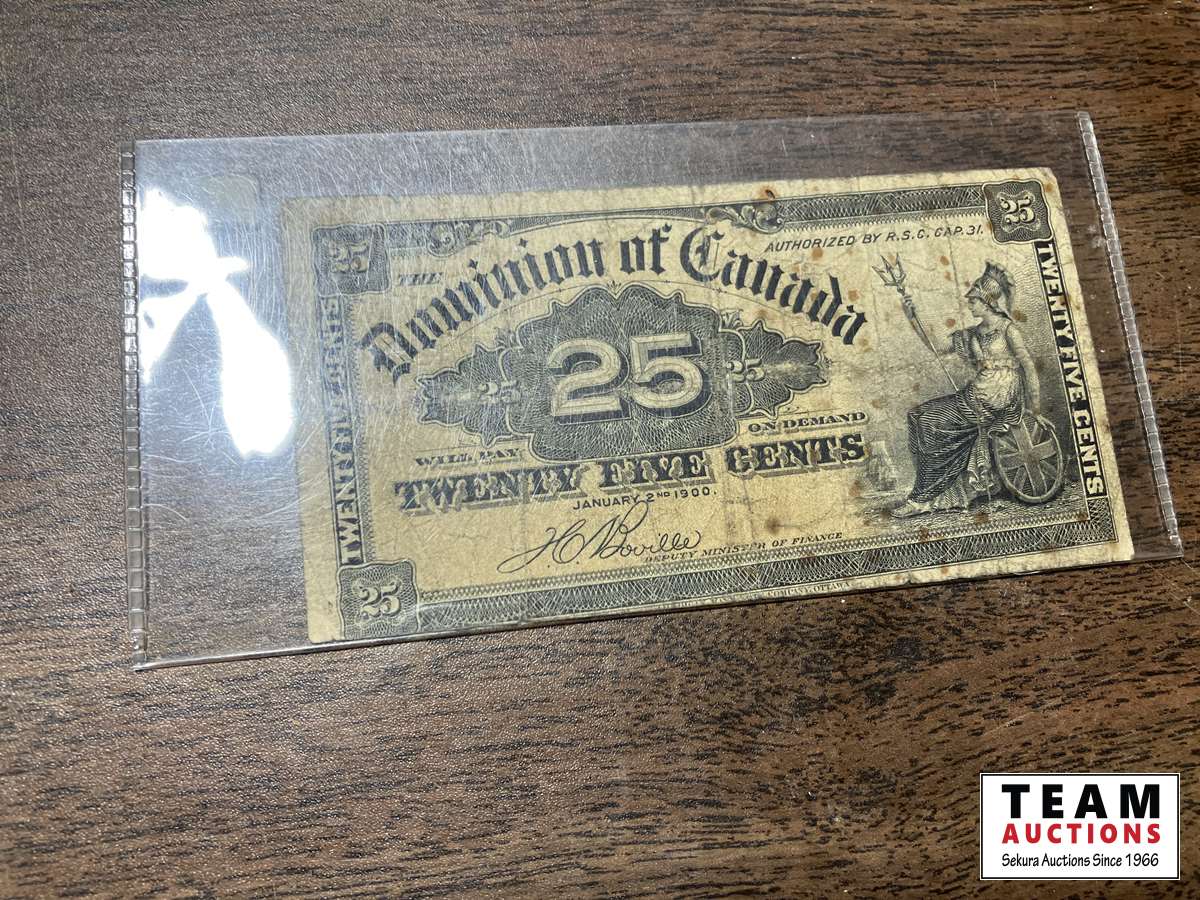 25
25
THE
Dominion of Canada
AUTHORIZED BY R.S.C. CAP. 31.
25
25
25
WILL PAY
ON DEMAND
TWENTY FIVE CENTS
JANUARY 2ND 1900.
H C Boville
DEPUTY MINISTER OF FINANCE
25
TWENTY FIVE CENTS
TWENTY FIVE CENTS
TEAM
AUCTIONS
Sekura Auctions Since 1966